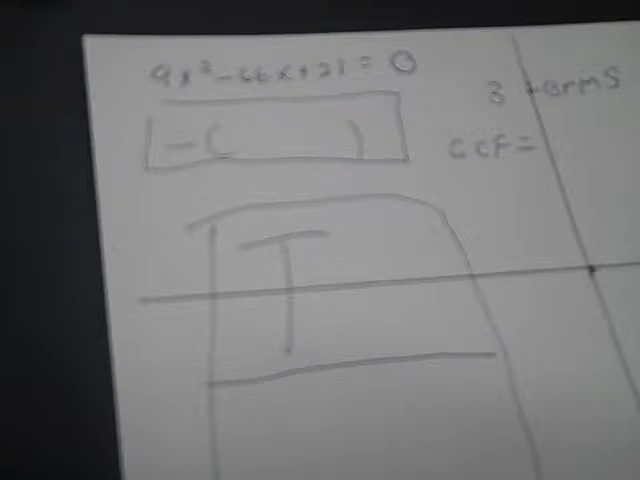 9x² - 66x + 21 = 0
3 terms
- ( )
GCF =
T